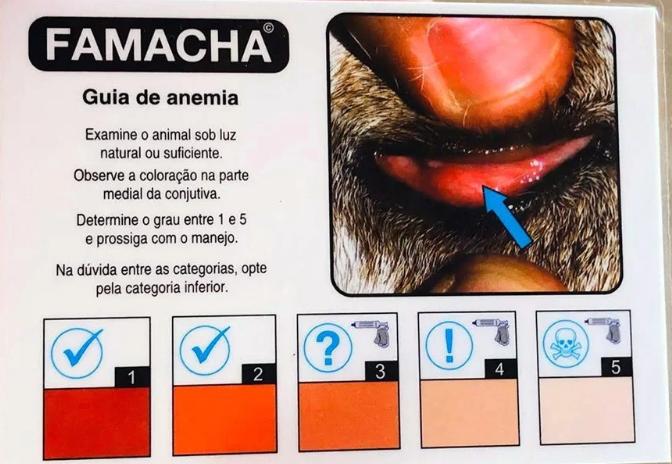 FAMACHA©
Guia de anemia
Examine o animal sob luz
natural ou suficiente.
Observe a coloração na parte
medial da conjutiva.
Determine o grau entre 1 e 5
e prossiga com o manejo.
Na dúvida entre as categorias, opte
pela categoria inferior.
?
!
1
2
3
4
5